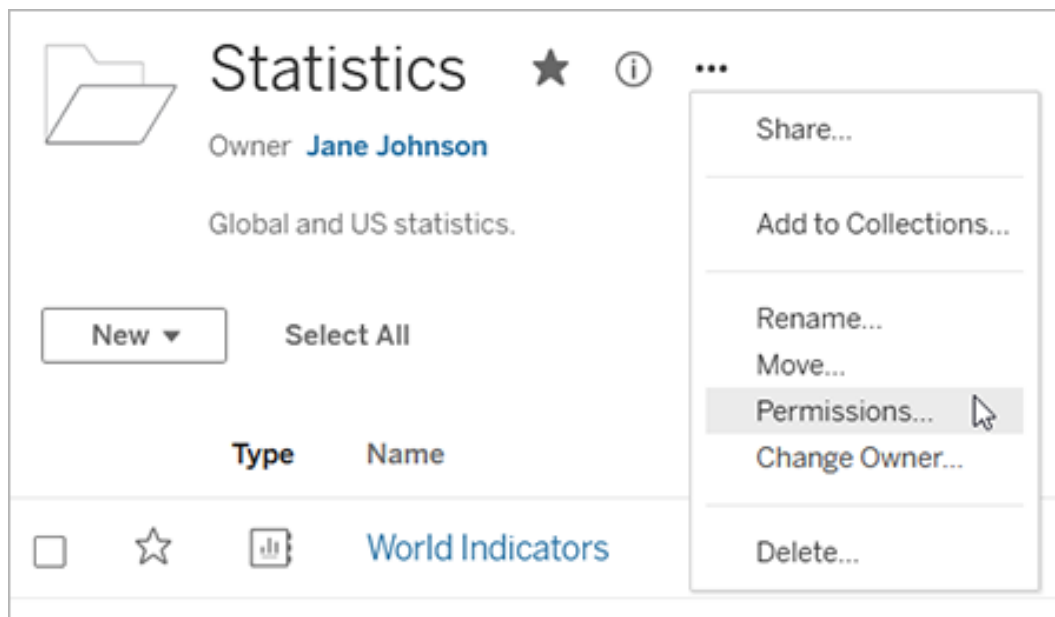 Statistics
Owner Jane Johnson
Global and US statistics.
New
Select All
Type Name
World Indicators
Share...
Add to Collections...
Rename...
Move...
Permissions...
Change Owner...
Delete...